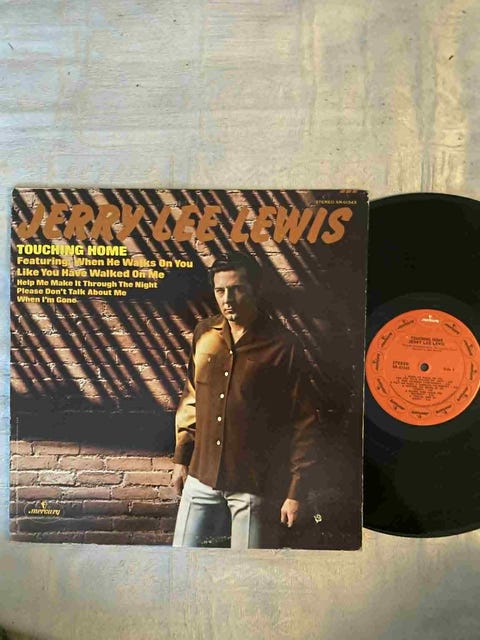 STEREO SR-61343
JERRY LEE LEWIS
TOUCHING HOME
Featuring: When He Walks On You
Like You Have Walked On Me
Help Me Make It Through The Night
Please Don't Talk About Me
When I'm Gone
mercury
mercury
TOUCHING HOME
JERRY LEE LEWIS
STEREO
SR-61343
Side 1